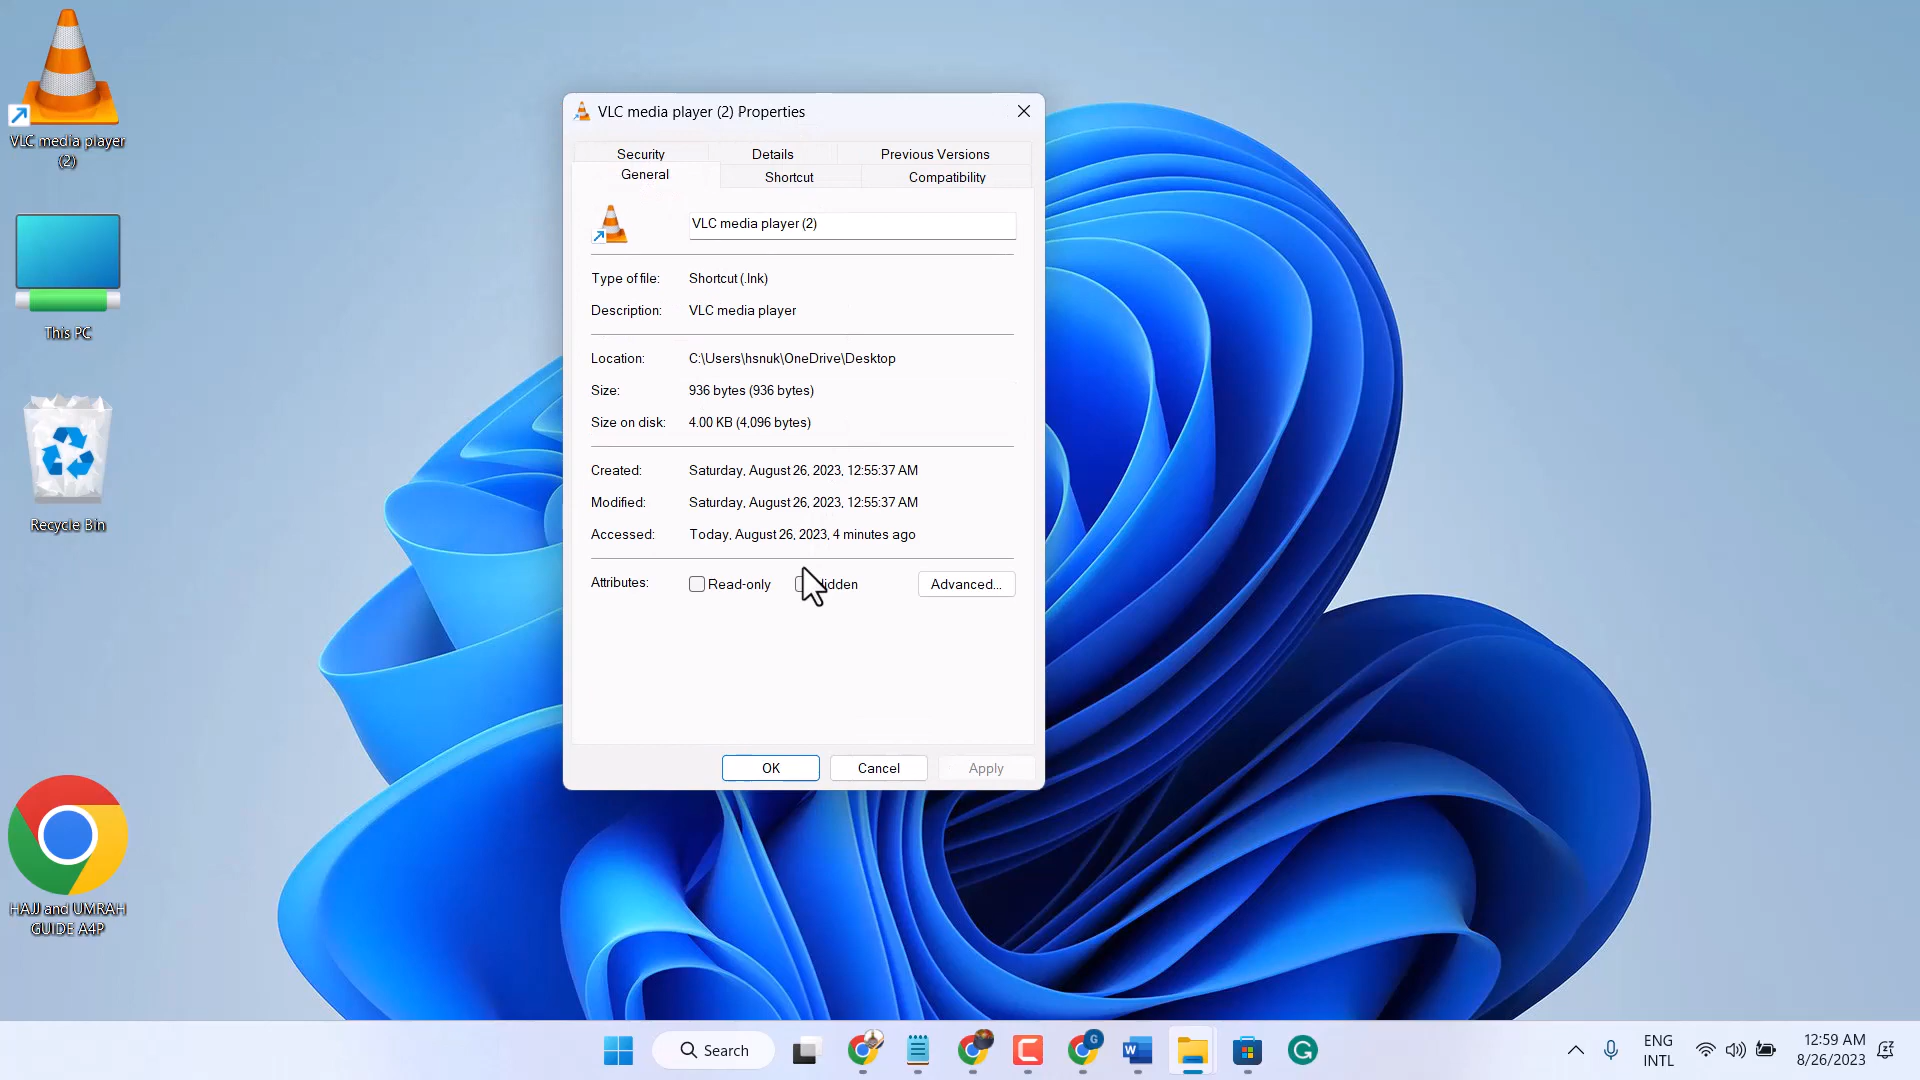 VLC media player
(2)
This PC
Recycle Bin
HAJJ and UMRAH
GUIDE A4P
VLC media player (2) Properties
Security Details Previous Versions
General Shortcut Compatibility
VLC media player (2)
Type of file: Shortcut (.lnk)
Description: VLC media player
Location: C:\Users\hsnuk\OneDrive\Desktop
Size: 936 bytes (936 bytes)
Size on disk: 4.00 KB (4,096 bytes)
Created: Saturday, August 26, 2023, 12:55:37 AM
Modified: Saturday, August 26, 2023, 12:55:37 AM
Accessed: Today, August 26, 2023, 4 minutes ago
Attributes: Read-only Hidden Advanced...
OK Cancel Apply
Search
ENG
INTL
12:59 AM
8/26/2023